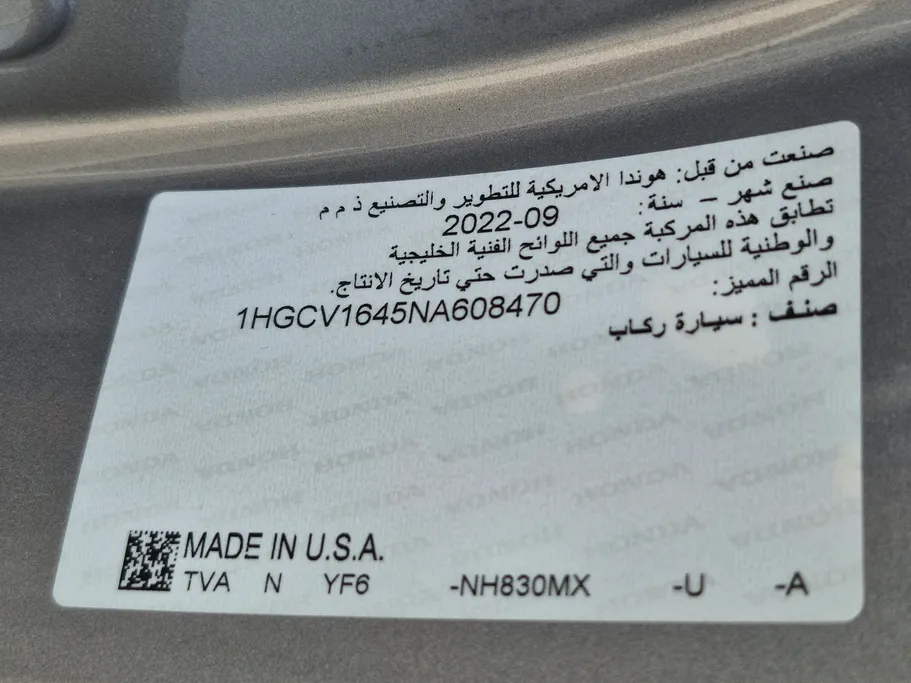 صنعت من قبل: هوندا الامريكية للتطوير والتصنيع ذ م م
صنع شهر – سنة: 2022-09
تطابق هذه المركبة جميع اللوائح الفنية الخليجية
والوطنية للسيارات والتي صدرت حتي تاريخ الانتاج.
الرقم المميز: 1HGCV1645NA608470
صنف : سيارة ركاب
MADE IN U.S.A.
TVA N YF6 -NH830MX -U -A